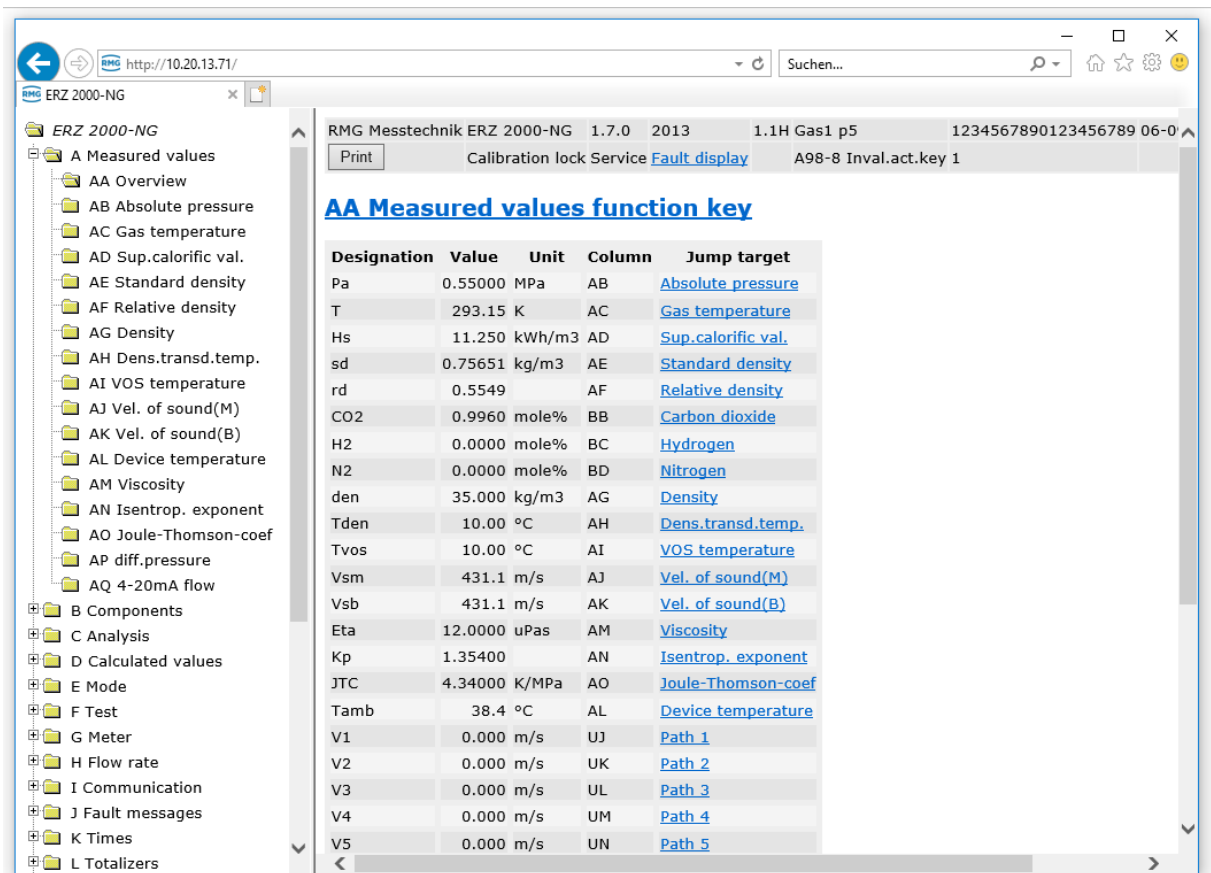 RMG http://10.20.13.71/ Suchen...
RMG ERZ 2000-NG
ERZ 2000-NG
A Measured values
AA Overview
AB Absolute pressure
AC Gas temperature
AD Sup.calorific val.
AE Standard density
AF Relative density
AG Density
AH Dens.transd.temp.
AI VOS temperature
AJ Vel. of sound(M)
AK Vel. of sound(B)
AL Device temperature
AM Viscosity
AN Isentrop. exponent
AO Joule-Thomson-coef
AP diff.pressure
AQ 4-20mA flow
B Components
C Analysis
D Calculated values
E Mode
F Test
G Meter
H Flow rate
I Communication
J Fault messages
K Times
L Totalizers
RMG Messtechnik ERZ 2000-NG 1.7.0 2013 1.1H Gas1 p5 1234567890123456789
Print Calibration lock Service Fault display A98-8 Inval.act.key 1
AA Measured values function key
Designation Value Unit Column Jump target
Pa 0.55000 MPa AB Absolute pressure
T 293.15 K AC Gas temperature
Hs 11.250 kWh/m3 AD Sup.calorific val.
sd 0.75651 kg/m3 AE Standard density
rd 0.5549 AF Relative density
CO2 0.9960 mole% BB Carbon dioxide
H2 0.0000 mole% BC Hydrogen
N2 0.0000 mole% BD Nitrogen
den 35.000 kg/m3 AG Density
Tden 10.00 °C AH Dens.transd.temp.
Tvos 10.00 °C AI VOS temperature
Vsm 431.1 m/s AJ Vel. of sound(M)
Vsb 431.1 m/s AK Vel. of sound(B)
Eta 12.0000 uPas AM Viscosity
Kp 1.35400 AN Isentrop. exponent
JTC 4.34000 K/MPa AO Joule-Thomson-coef
Tamb 38.4 °C AL Device temperature
V1 0.000 m/s UJ Path 1
V2 0.000 m/s UK Path 2
V3 0.000 m/s UL Path 3
V4 0.000 m/s UM Path 4
V5 0.000 m/s UN Path 5